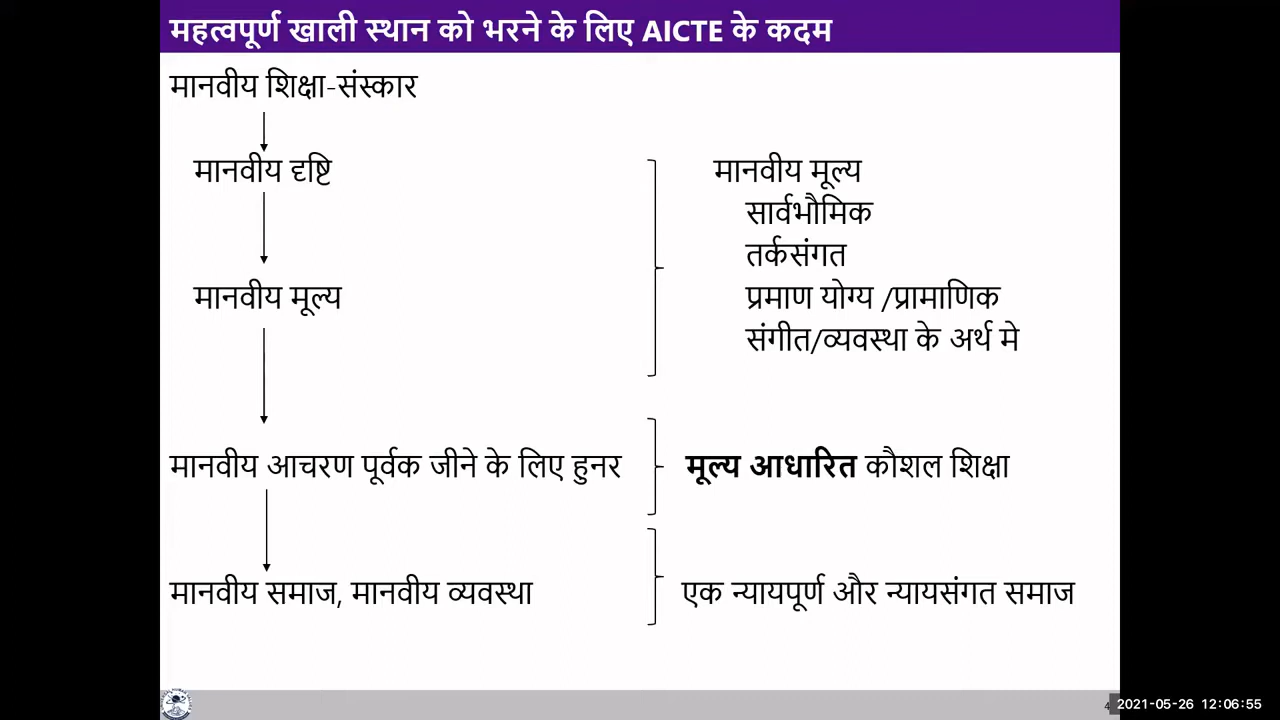 महत्वपूर्ण खाली स्थान को भरने के लिए AICTE के कदम
मानवीय शिक्षा-संस्कार
मानवीय दृष्टि
मानवीय मूल्य
मानवीय आचरण पूर्वक जीने के लिए हुनर
मानवीय समाज, मानवीय व्यवस्था
मानवीय मूल्य
सार्वभौमिक
तर्कसंगत
प्रमाण योग्य /प्रामाणिक
संगीत/व्यवस्था के अर्थ मे
मूल्य आधारित कौशल शिक्षा
एक न्यायपूर्ण और न्यायसंगत समाज
4
2021-05-26 12:06:55